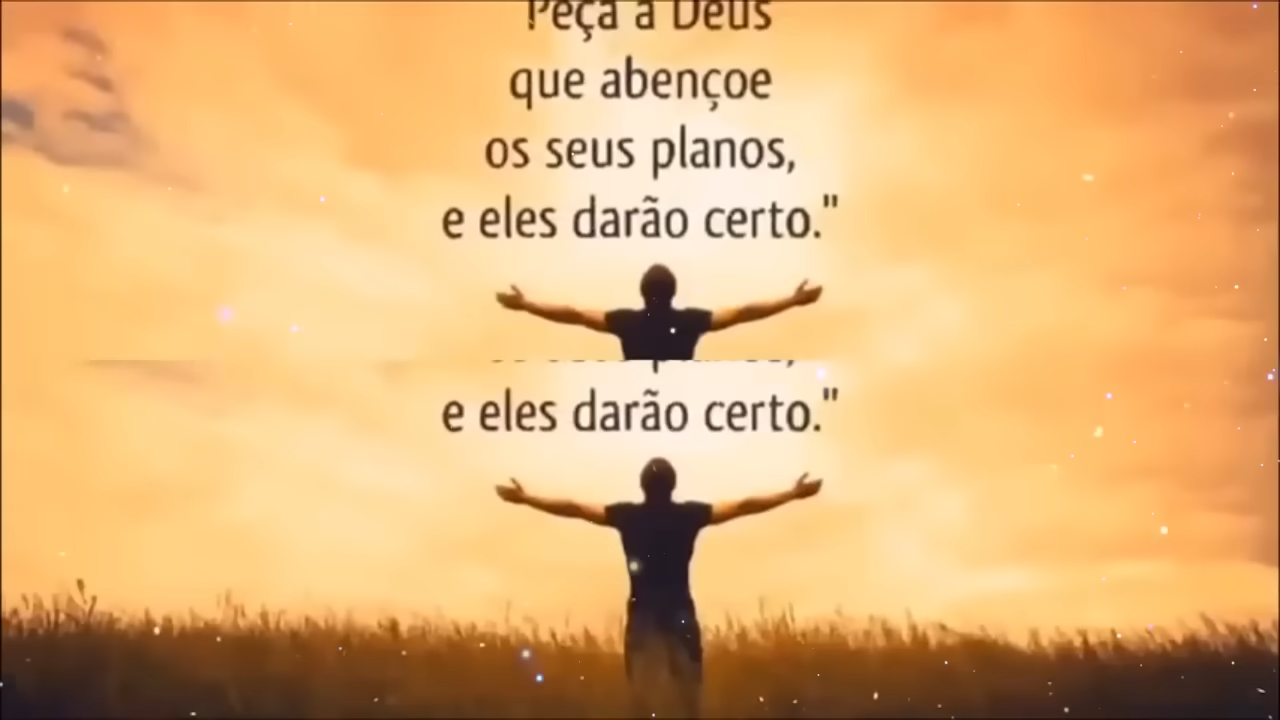 Peça a Deus
que abençoe
os seus planos,
e eles darão certo."
e eles darão certo."